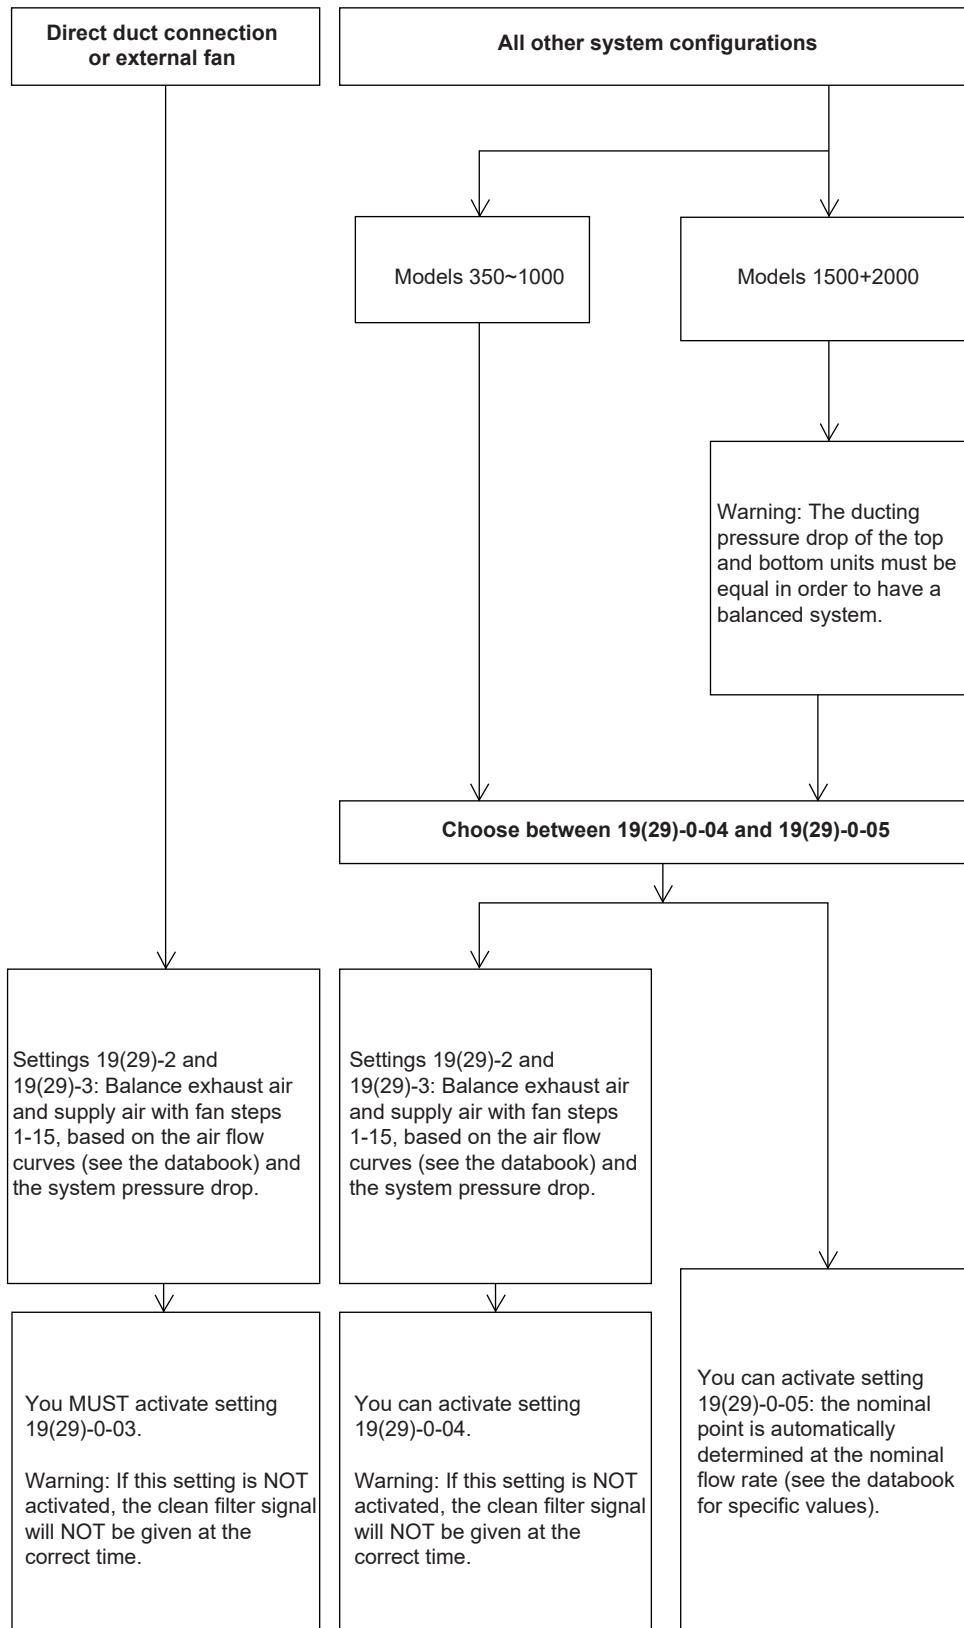 Direct duct connection
or external fan
All other system configurations
Models 350~1000
Models 1500+2000
Warning: The ducting
pressure drop of the top
and bottom units must be
equal in order to have a
balanced system.
Choose between 19(29)-0-04 and 19(29)-0-05
Settings 19(29)-2 and
19(29)-3: Balance exhaust air
and supply air with fan steps
1-15, based on the air flow
curves (see the databook) and
the system pressure drop.
Settings 19(29)-2 and
19(29)-3: Balance exhaust air
and supply air with fan steps
1-15, based on the air flow
curves (see the databook) and
the system pressure drop.
You MUST activate setting
19(29)-0-03.
Warning: If this setting is NOT
activated, the clean filter signal
will NOT be given at the
correct time.
You can activate setting
19(29)-0-04.
Warning: If this setting is NOT
activated, the clean filter signal
will NOT be given at the
correct time.
You can activate setting
19(29)-0-05: the nominal
point is automatically
determined at the nominal
flow rate (see the databook
for specific values).